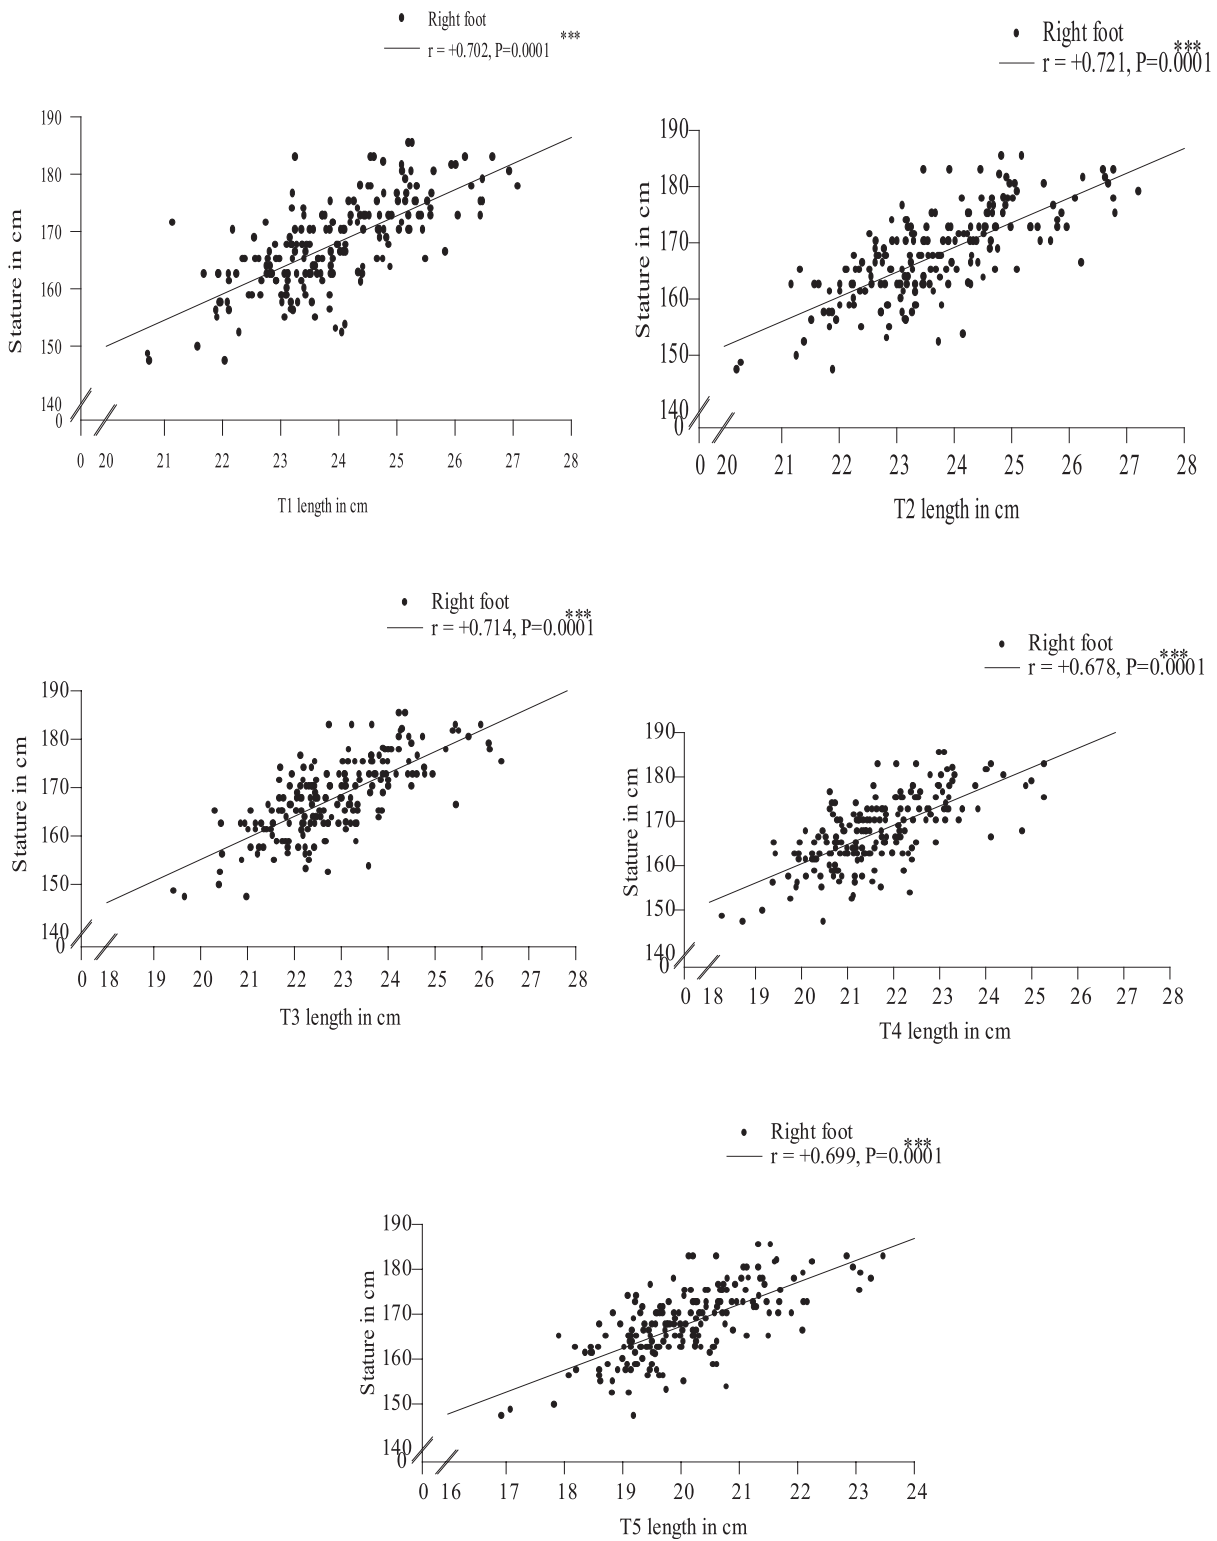 Right foot
***
r = +0.702, P=0.0001
190
180
170
160
150
140
0
Stature in cm
0 20 21 22 23 24 25 26 27 28
T1 length in cm
Right foot
***
r = +0.721, P=0.0001
190
180
170
160
150
140
0
Stature in cm
0 20 21 22 23 24 25 26 27 28
T2 length in cm
Right foot
***
r = +0.714, P=0.0001
190
180
170
160
150
140
0
Stature in cm
0 18 19 20 21 22 23 24 25 26 27 28
T3 length in cm
Right foot
***
r = +0.678, P=0.0001
190
180
170
160
150
140
0
Stature in cm
0 18 19 20 21 22 23 24 25 26 27 28
T4 length in cm
Right foot
***
r = +0.699, P=0.0001
190
180
170
160
150
140
0
Stature in cm
0 16 17 18 19 20 21 22 23 24
T5 length in cm